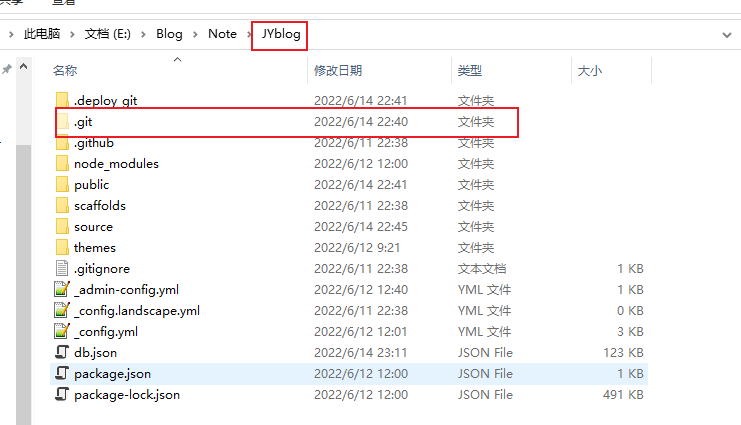 共享 查看
此电脑 文档 (E:) Blog Note JYblog
名称 修改日期 类型 大小
.deploy_git 2022/6/14 22:41 文件夹
.git 2022/6/14 22:40 文件夹
.github 2022/6/11 22:38 文件夹
node_modules 2022/6/12 12:00 文件夹
public 2022/6/14 22:41 文件夹
scaffolds 2022/6/11 22:38 文件夹
source 2022/6/14 22:45 文件夹
themes 2022/6/12 9:21 文件夹
.gitignore 2022/6/11 22:38 文本文档 1 KB
_admin-config.yml 2022/6/12 12:40 YML 文件 1 KB
_config.landscape.yml 2022/6/11 22:38 YML 文件 0 KB
_config.yml 2022/6/12 12:01 YML 文件 3 KB
db.json 2022/6/14 23:11 JSON File 123 KB
package.json 2022/6/12 12:00 JSON File 1 KB
package-lock.json 2022/6/12 12:00 JSON File 491 KB